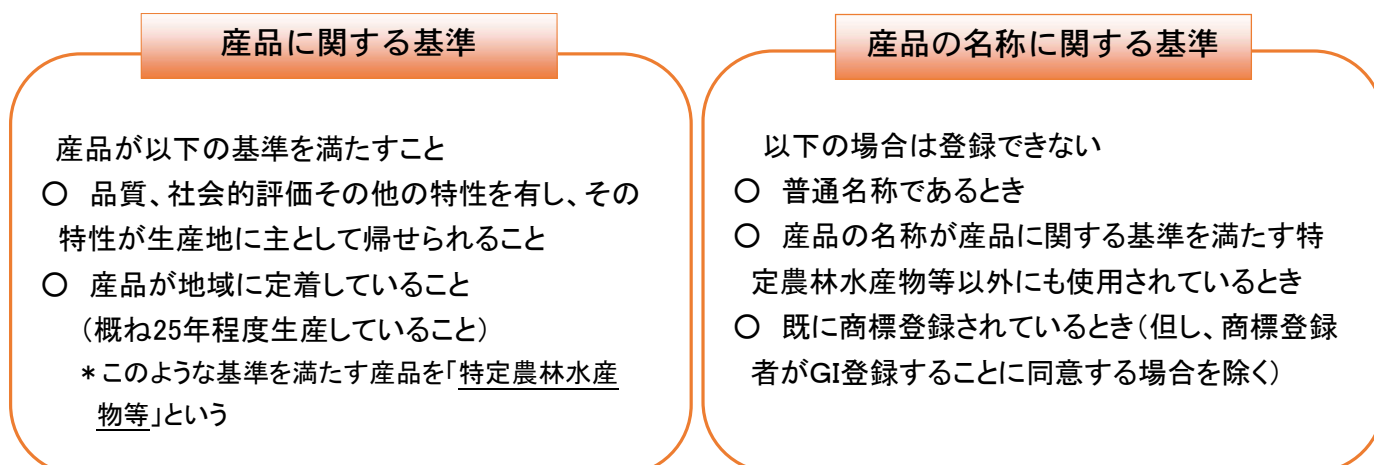 産品に関する基準
産品が以下の基準を満たすこと
〇 品質、社会的評価その他の特性を有し、その
特性が生産地に主として帰せられること
〇 産品が地域に定着していること
（概ね25年程度生産していること）
＊このような基準を満たす産品を「特定農林水産
物等」という
産品の名称に関する基準
以下の場合は登録できない
〇 普通名称であるとき
〇 産品の名称が産品に関する基準を満たす特
定農林水産物等以外にも使用されているとき
〇 既に商標登録されているとき（但し、商標登録
者がGI登録することに同意する場合を除く）